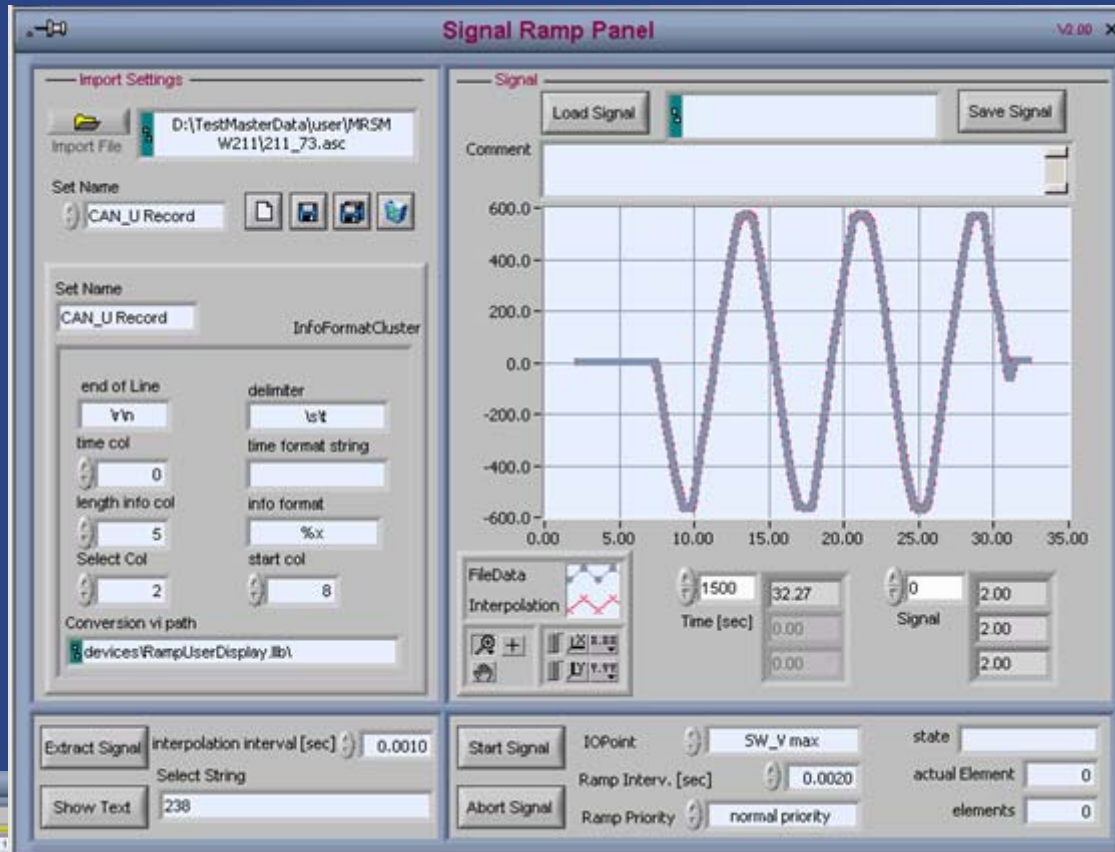 Signal Ramp Panel
V2.00
Import Settings
Import File
D:\TestMasterData\user\MRSM
W211\211_73.asc
Set Name
CAN_U Record
Set Name
CAN_U Record
InfoFormatCluster
end of Line
\r\n
delimiter
\s\t
time col
0
time format string
length info col
5
info format
%x
Select Col
2
start col
8
Conversion vi path
devices\RampUserDisplay.llb\
Signal
Load Signal
Save Signal
Comment
600.0
400.0
200.0
0.0
-200.0
-400.0
-600.0
0.00 5.00 10.00 15.00 20.00 25.00 30.00 35.00
FileData
Interpolation
X X.XX
Y Y.YY
1500
32.27
0.00
0.00
Time [sec]
0
2.00
2.00
2.00
Signal
Extract Signal
interpolation interval [sec]
0.0010
Show Text
Select String
238
Start Signal
Abort Signal
IOPoint
SW_V max
Ramp Interv. [sec]
0.0020
Ramp Priority
normal priority
state
actual Element
0
elements
0